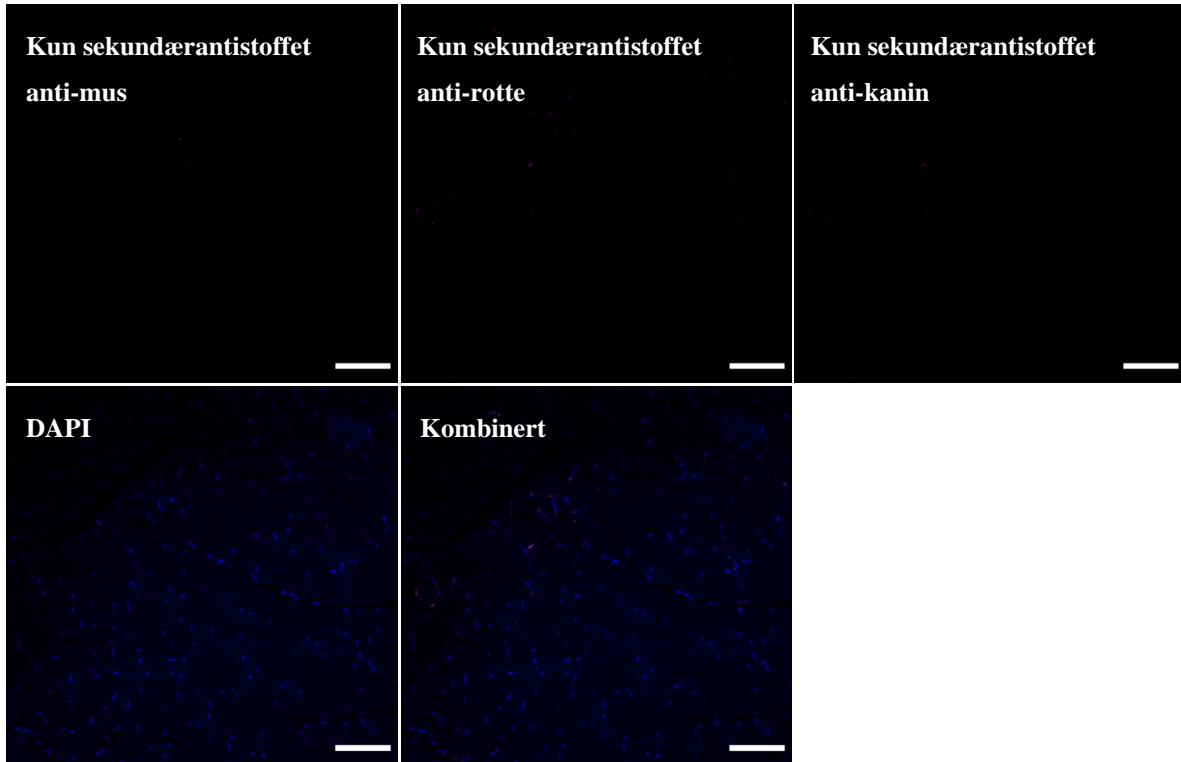 Kun sekundærantistoffet
anti-mus
Kun sekundærantistoffet
anti-rotte
Kun sekundærantistoffet
anti-kanin
DAPI
Kombinert